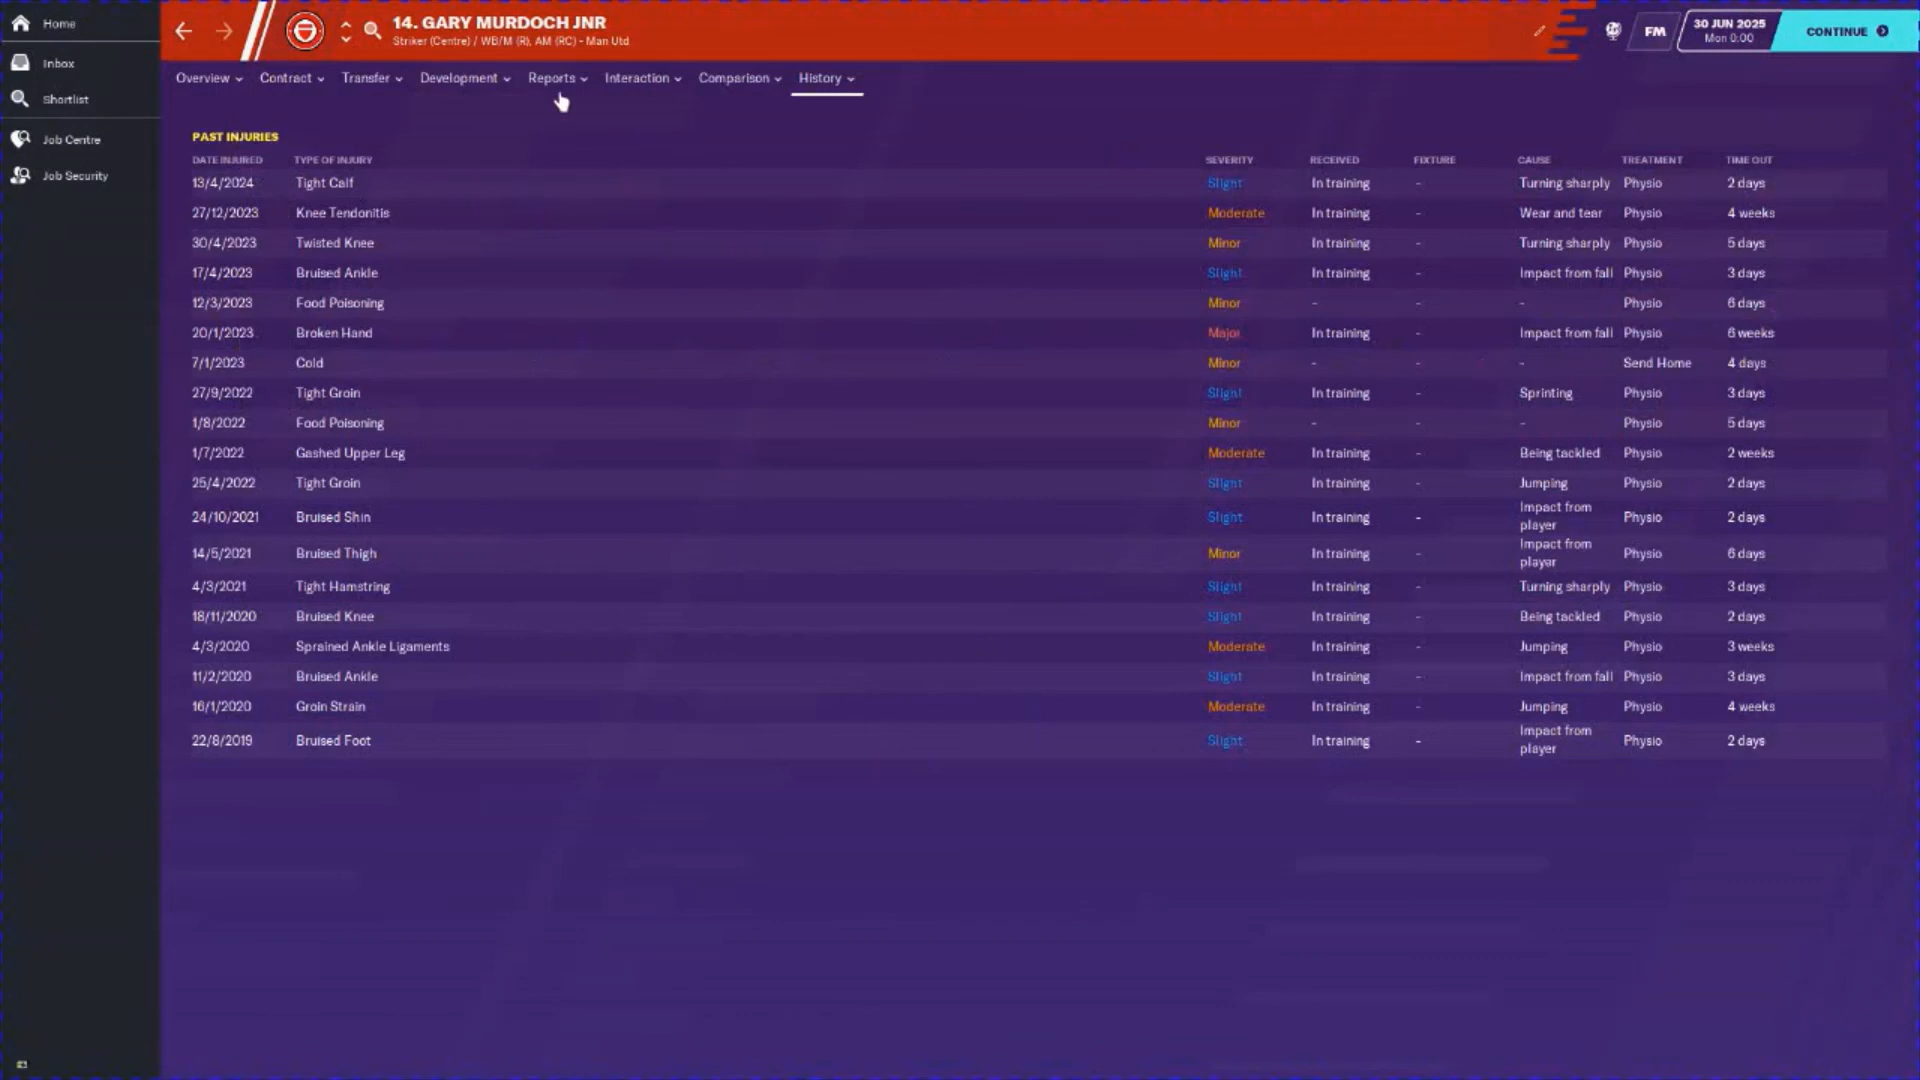 Home
Inbox
Shortlist
Job Centre
Job Security
14. GARY MURDOCH JNR
Striker (Centre) / WB/M (R), AM (RC) - Man Utd
FM
30 JUN 2025
Mon 0:00
CONTINUE
Overview Contract Transfer Development Reports Interaction Comparison History
PAST INJURIES
DATE INJURED TYPE OF INJURY SEVERITY RECEIVED FIXTURE CAUSE TREATMENT TIME OUT
13/4/2024 Tight Calf Slight In training - Turning sharply Physio 2 days
27/12/2023 Knee Tendonitis Moderate In training - Wear and tear Physio 4 weeks
30/4/2023 Twisted Knee Minor In training - Turning sharply Physio 5 days
17/4/2023 Bruised Ankle Slight In training - Impact from fall Physio 3 days
12/3/2023 Food Poisoning Minor - - - Physio 6 days
20/1/2023 Broken Hand Major In training - Impact from fall Physio 6 weeks
7/1/2023 Cold Minor - - - Send Home 4 days
27/9/2022 Tight Groin Slight In training - Sprinting Physio 3 days
1/8/2022 Food Poisoning Minor - - - Physio 5 days
1/7/2022 Gashed Upper Leg Moderate In training - Being tackled Physio 2 weeks
25/4/2022 Tight Groin Slight In training - Jumping Physio 2 days
24/10/2021 Bruised Shin Slight In training - Impact from player Physio 2 days
14/5/2021 Bruised Thigh Minor In training - Impact from player Physio 6 days
4/3/2021 Tight Hamstring Slight In training - Turning sharply Physio 3 days
18/11/2020 Bruised Knee Slight In training - Being tackled Physio 2 days
4/3/2020 Sprained Ankle Ligaments Moderate In training - Jumping Physio 3 weeks
11/2/2020 Bruised Ankle Slight In training - Impact from fall Physio 3 days
16/1/2020 Groin Strain Moderate In training - Jumping Physio 4 weeks
22/8/2019 Bruised Foot Slight In training - Impact from player Physio 2 days